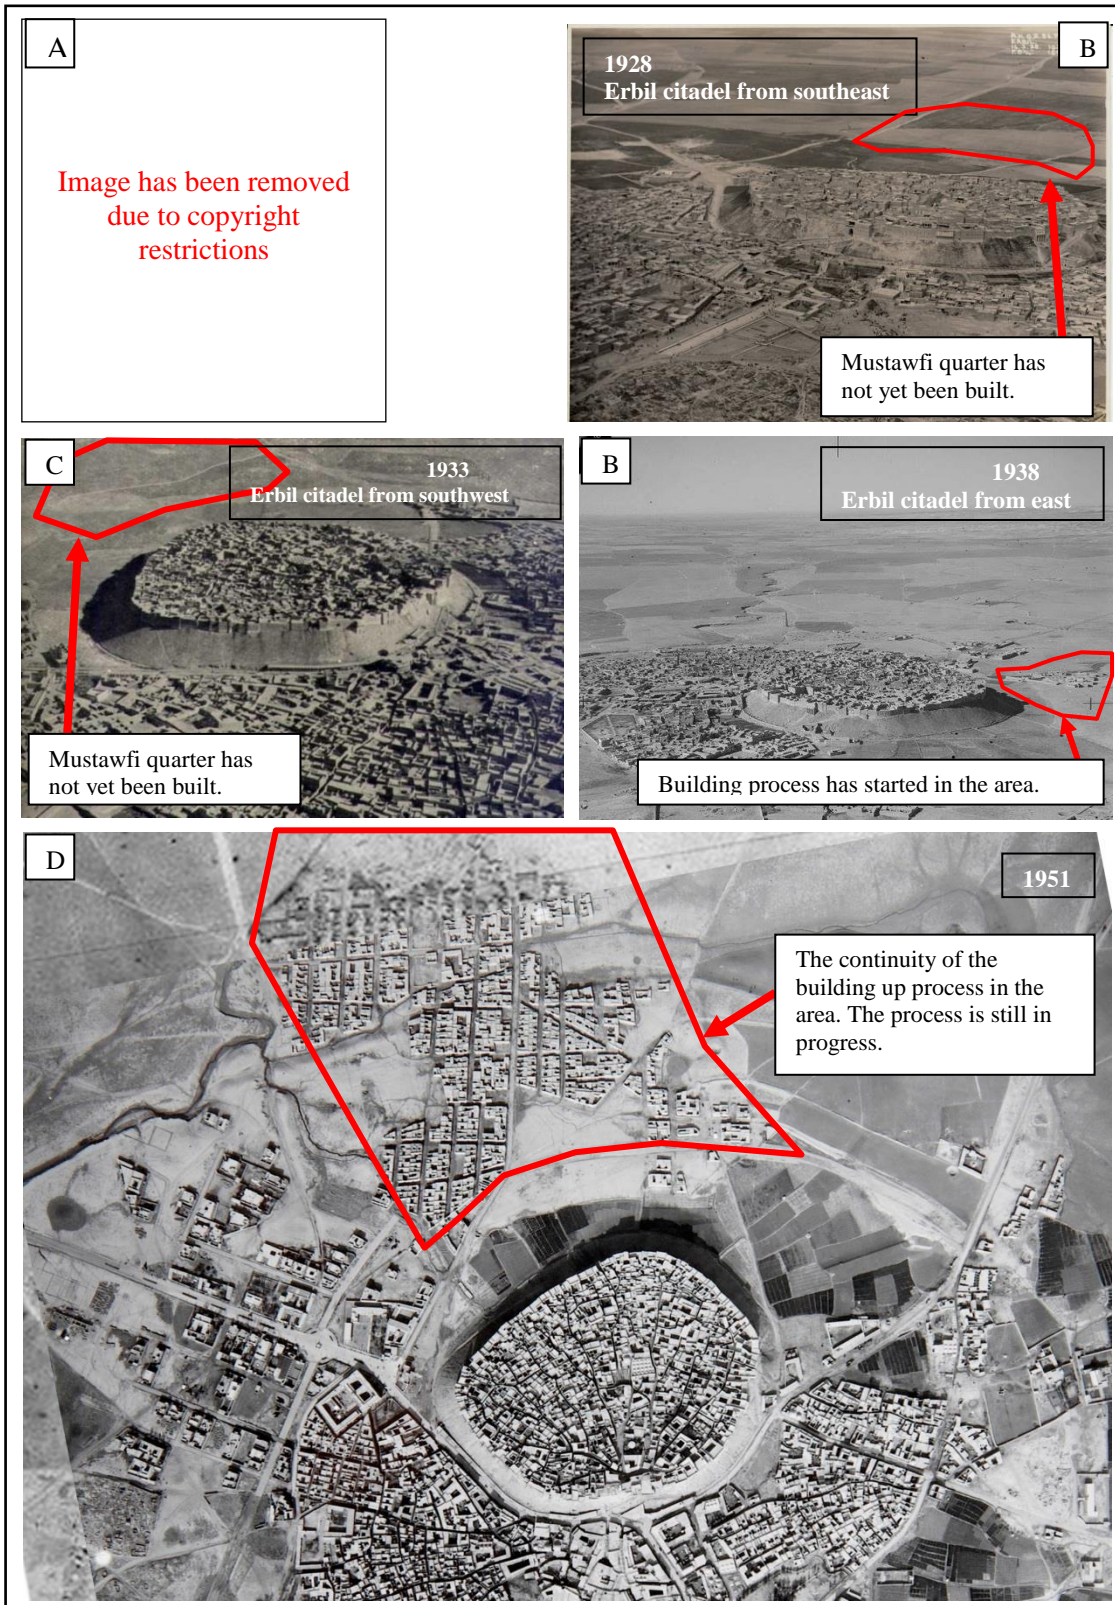 A
Image has been removed
due to copyright
restrictions
B
1928
Erbil citadel from southeast
Mustawfi quarter has
not yet been built.
C
1933
Erbil citadel from southwest
Mustawfi quarter has
not yet been built.
B
1938
Erbil citadel from east
Building process has started in the area.
D
1951
The continuity of the
building up process in the
area. The process is still in
progress.